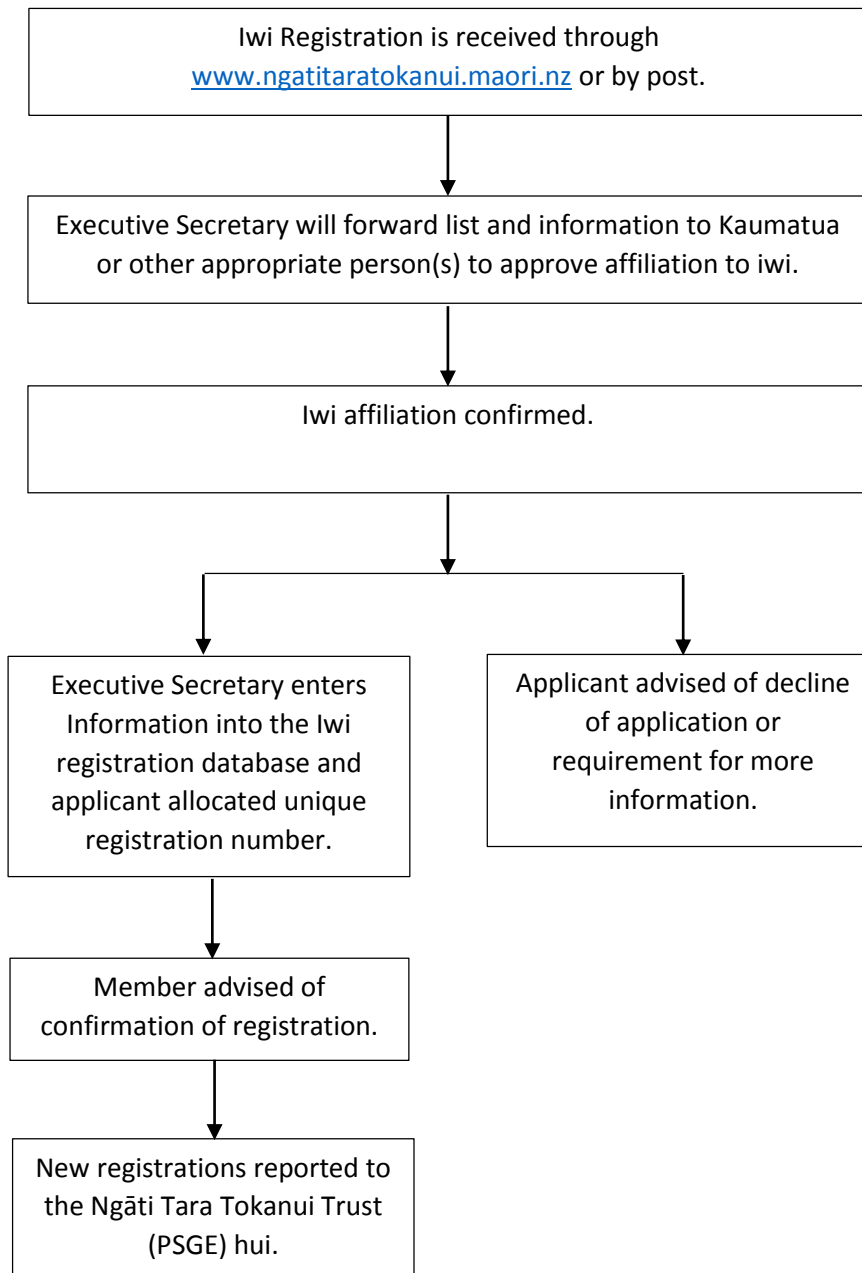 Iwi Registration is received through
www.ngatitaratokanui.maori.nz or by post.
Executive Secretary will forward list and information to Kaumatua
or other appropriate person(s) to approve affiliation to iwi.
Iwi affiliation confirmed.
Executive Secretary enters
Information into the Iwi
registration database and
applicant allocated unique
registration number.
Applicant advised of decline
of application or
requirement for more
information.
Member advised of
confirmation of registration.
New registrations reported to
the Ngāti Tara Tokanui Trust
(PSGE) hui.